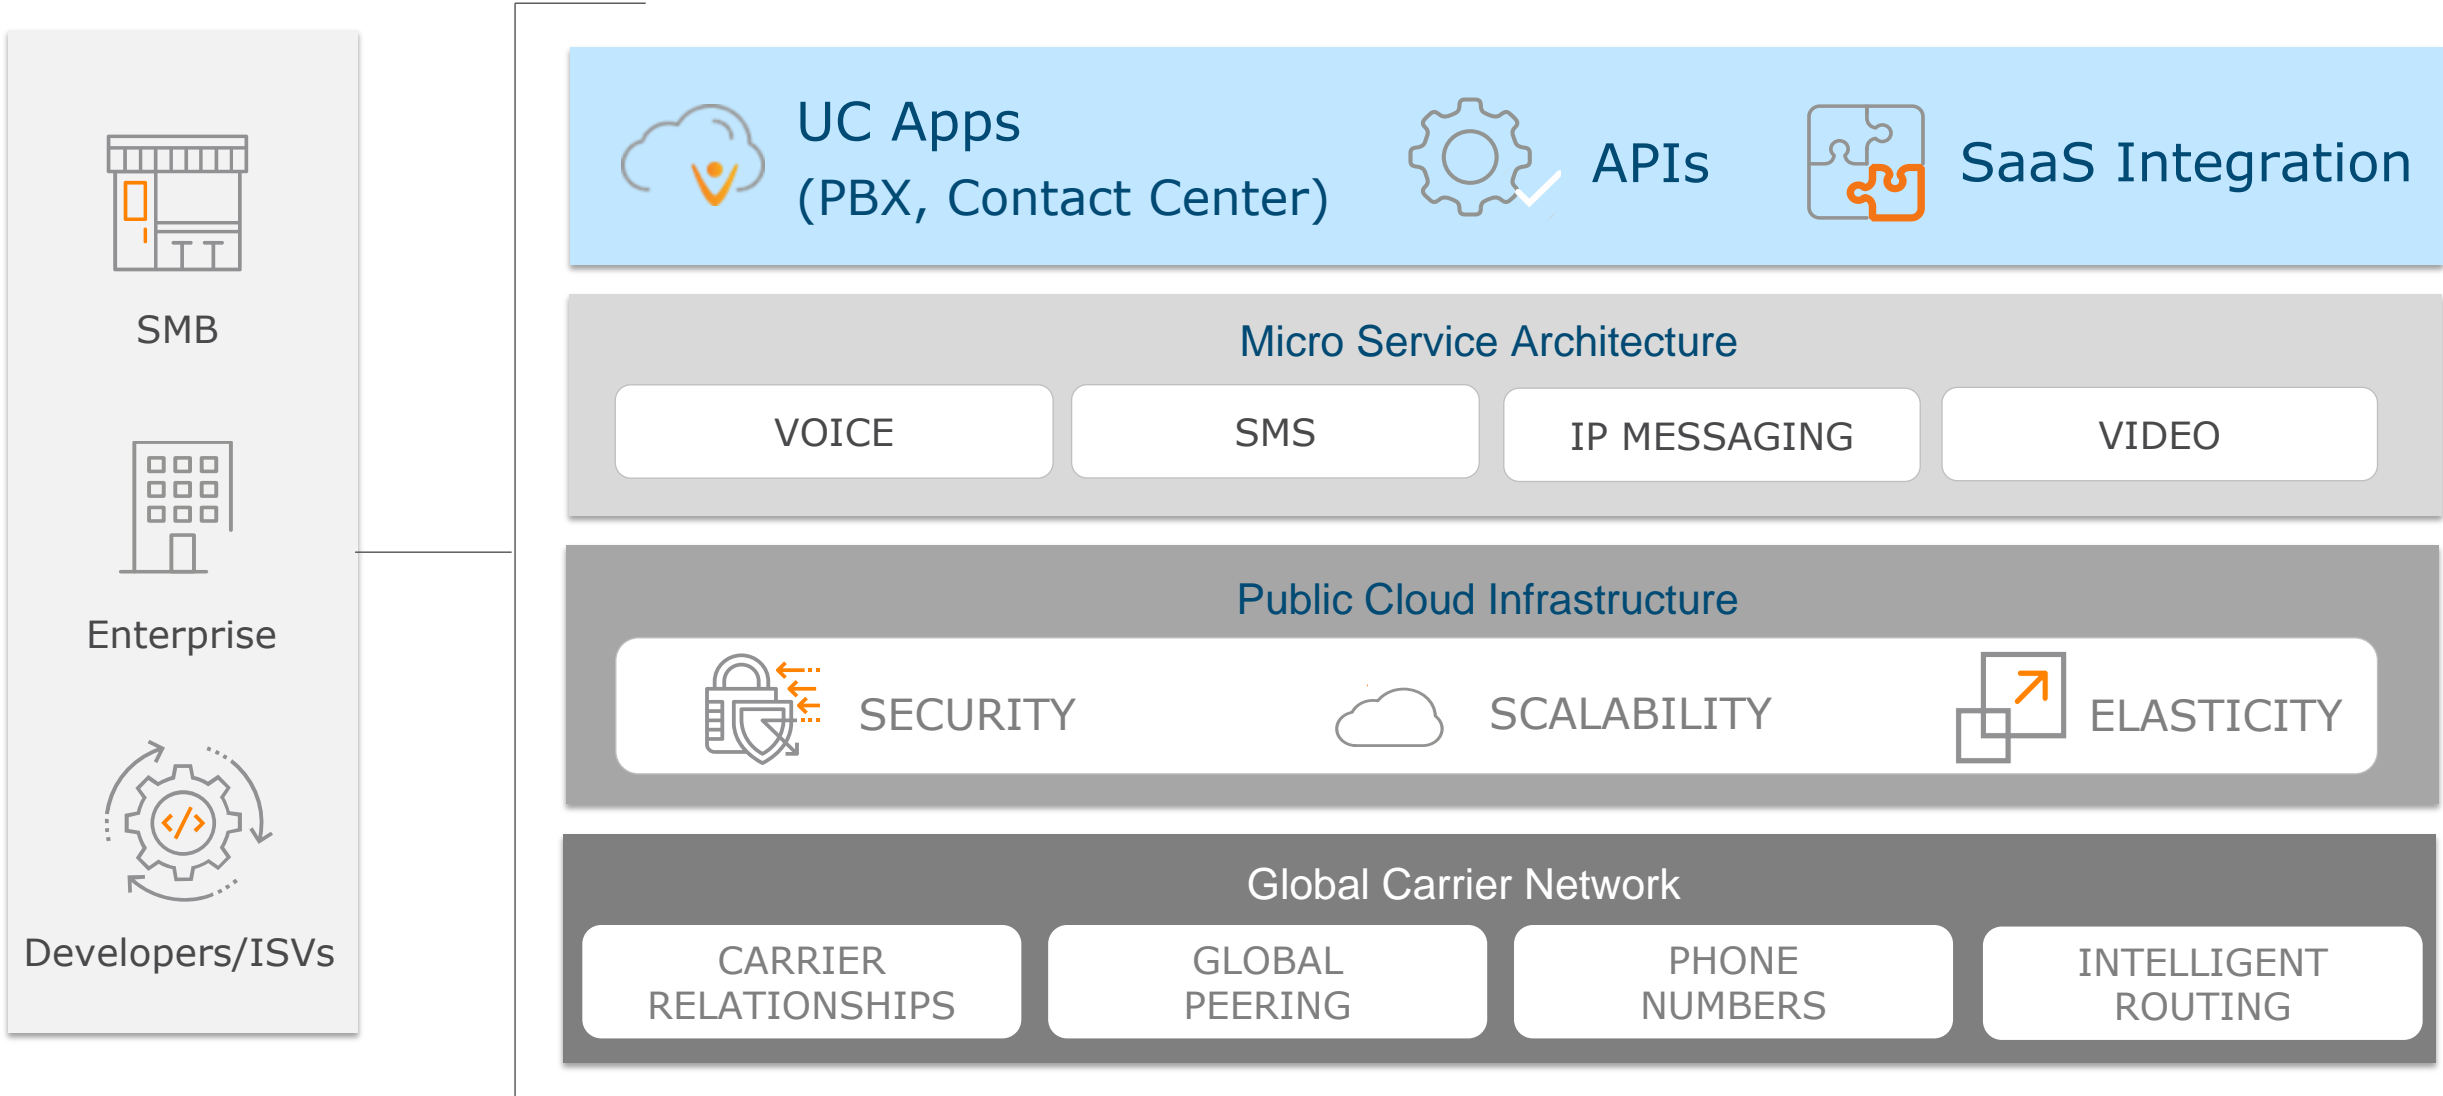 SMB
Enterprise
Developers/ISVs
UC Apps
(PBX, Contact Center)
APIs
SaaS Integration
Micro Service Architecture
VOICE
SMS
IP MESSAGING
VIDEO
Public Cloud Infrastructure
SECURITY
SCALABILITY
ELASTICITY
Global Carrier Network
CARRIER
RELATIONSHIPS
GLOBAL
PEERING
PHONE
NUMBERS
INTELLIGENT
ROUTING